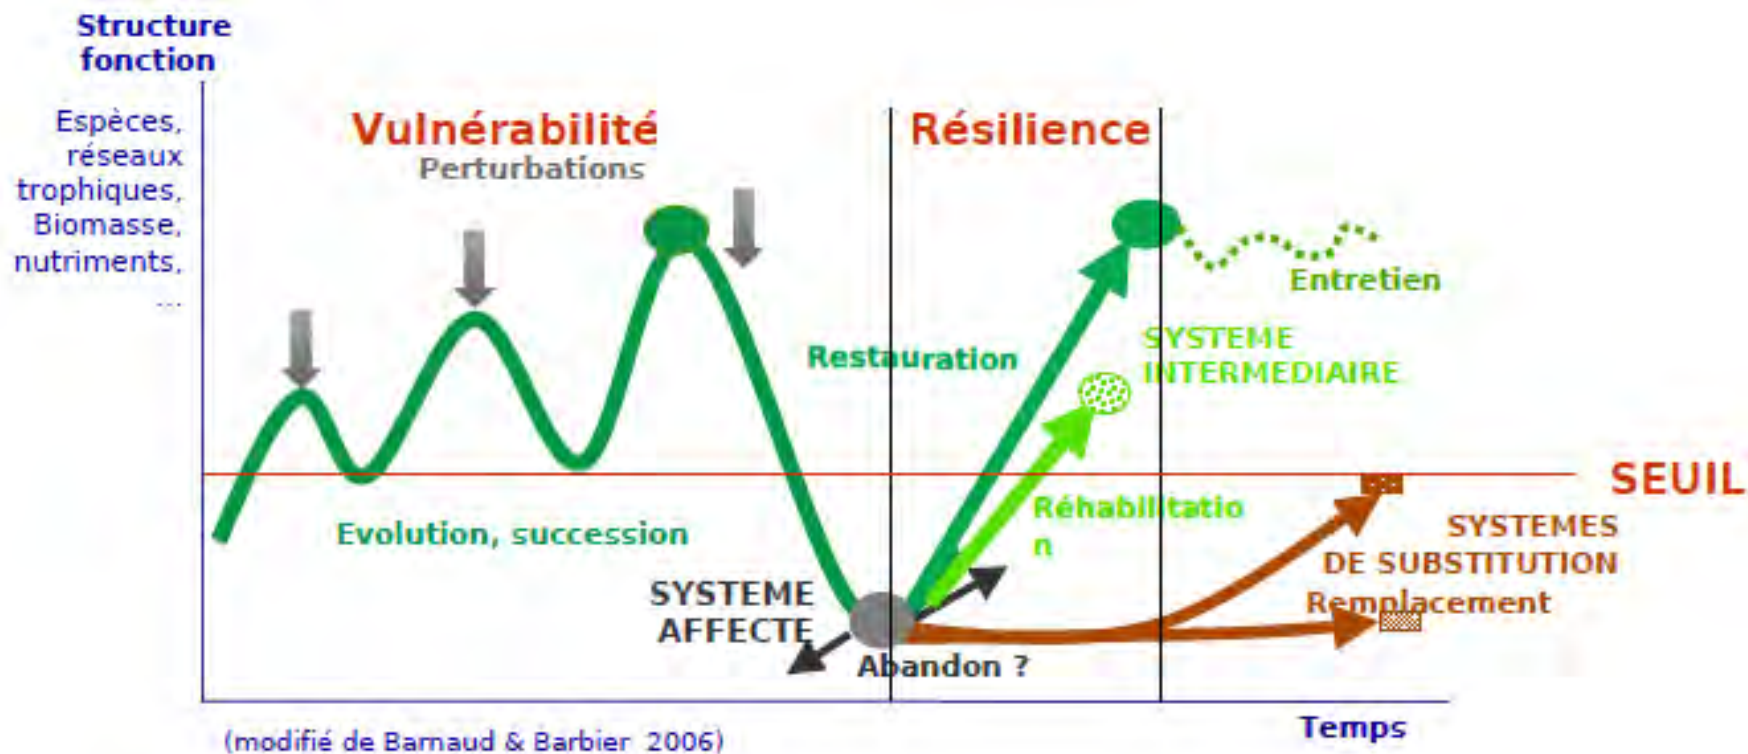 Structure
fonction
Espèces,
réseaux
trophiques,
Biomasse,
nutriments,
...
Vulnérabilité
Perturbations
Résilience
Entretien
SYSTEME
INTERMEDIAIRE
Restauration
SEUIL
Réhabilitatio
n
Evolution, succession
SYSTEMES
DE SUBSTITUTION
Remplacement
SYSTEME
AFFECTE
Abandon ?
Temps
(modifié de Barnaud & Barbier 2006)